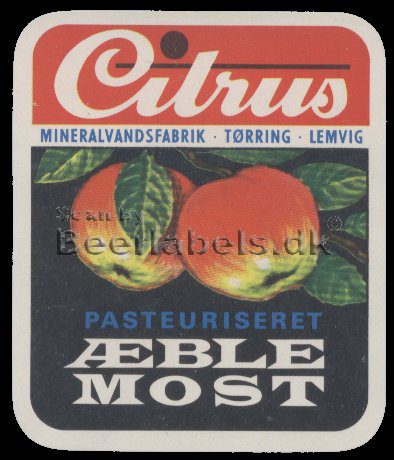 Citrus
MINERALVANDSFABRIK · TØRRING · LEMVIG
Scan by
Beerlabels.dk ©
PASTEURISERET
ÆBLE
MOST